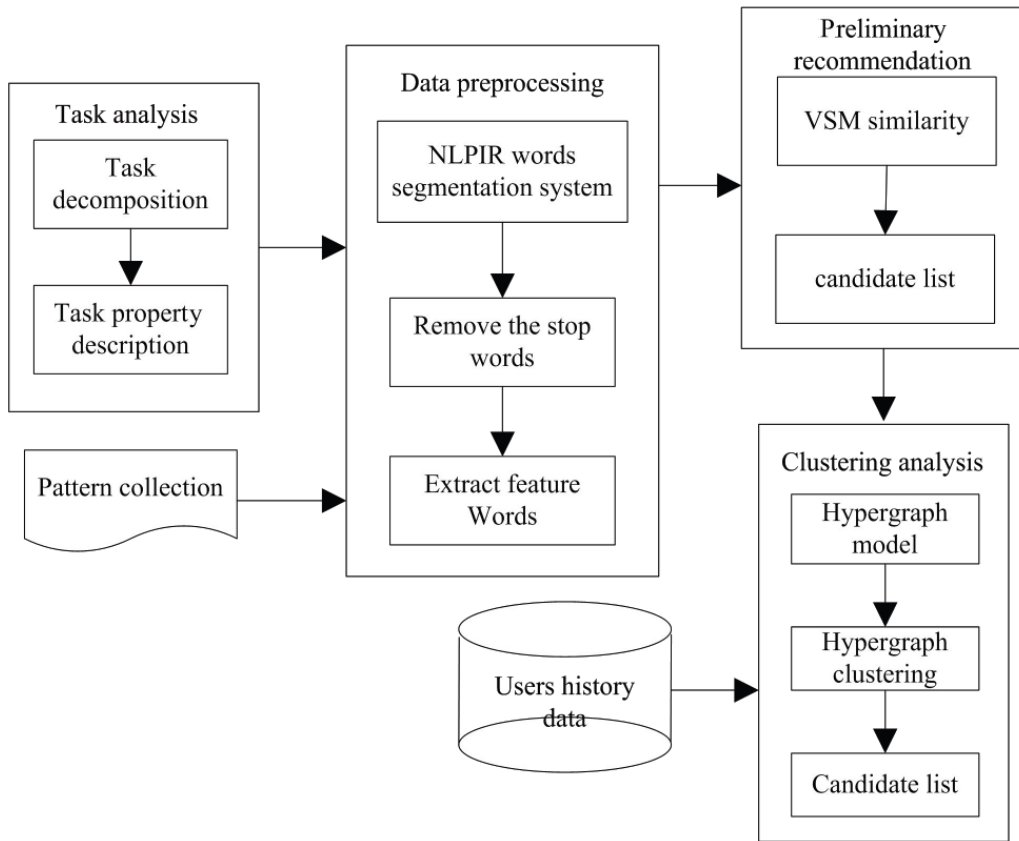 Task analysis
Task
decomposition
Task property
description
Pattern collection
Data preprocessing
NLPIR words
segmentation system
Remove the stop
words
Extract feature
Words
Users history
data
Preliminary
recommendation
VSM similarity
candidate list
Clustering analysis
Hypergraph
model
Hypergraph
clustering
Candidate list